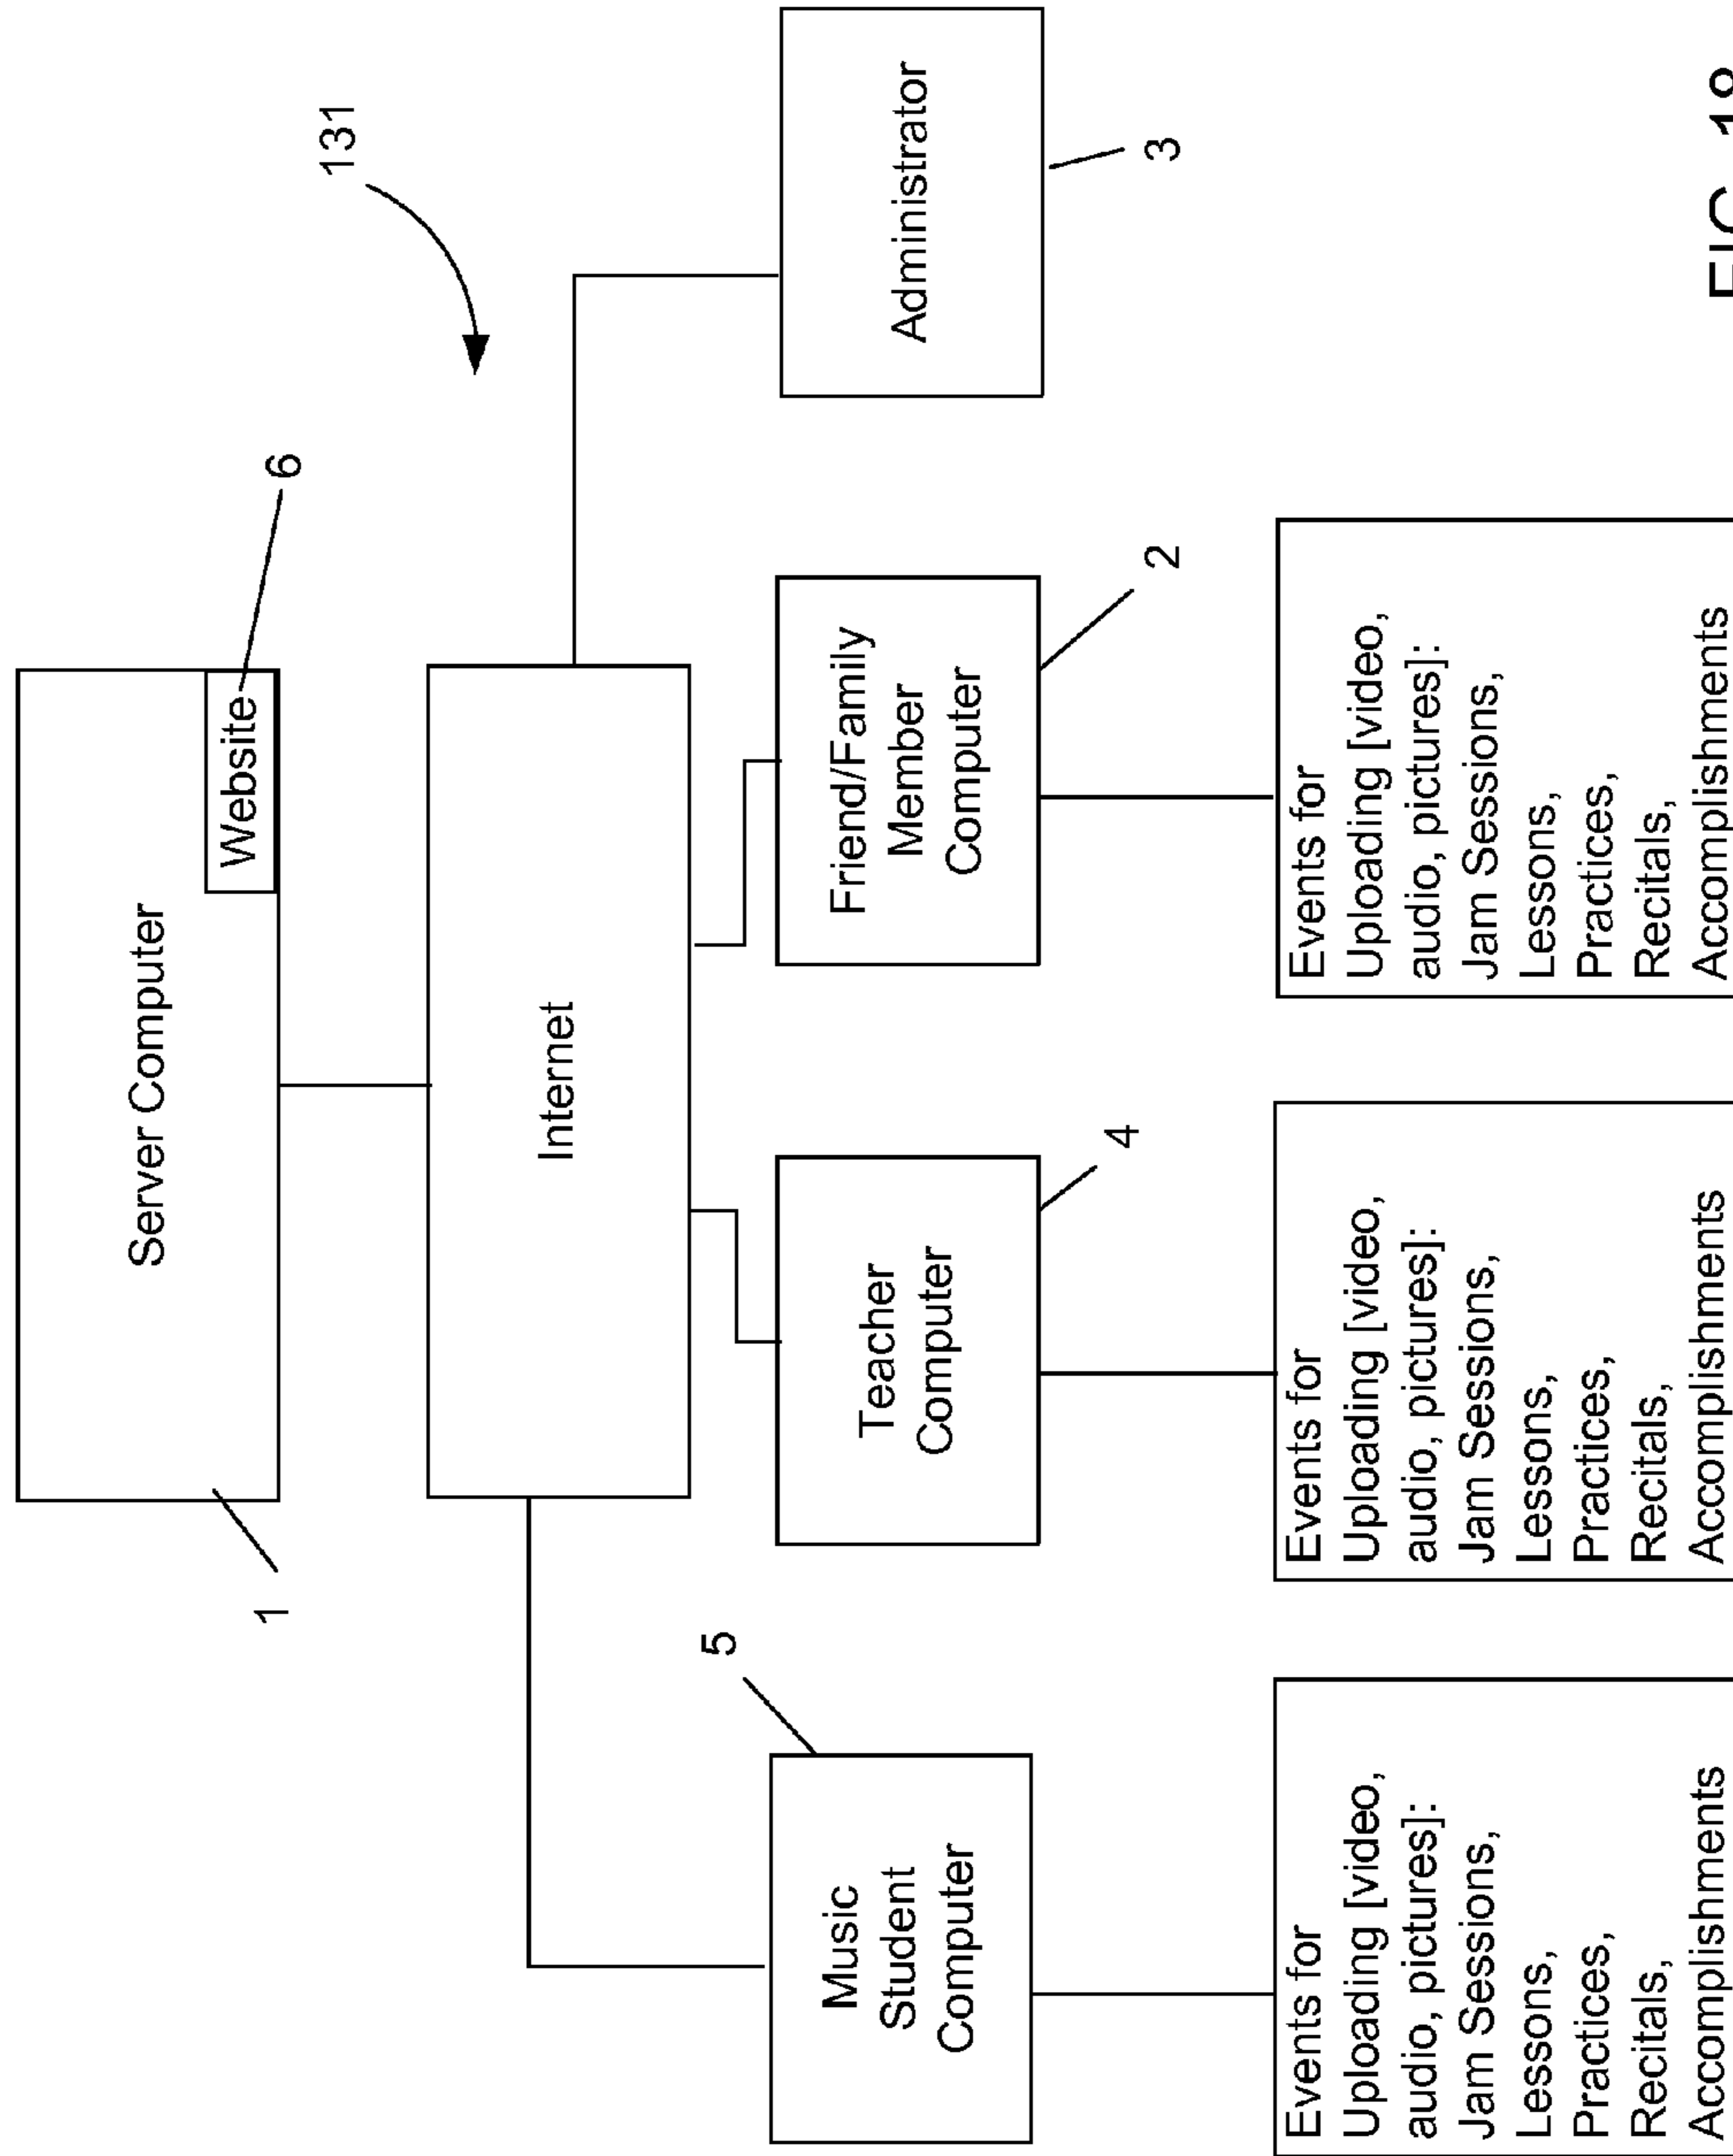 Server Computer
Website
6
1
131
Internet
5
Music
Student
Computer
Teacher
Computer
4
Friend/Family
Member
Computer
2
Administrator
3
Events for
Uploading [video,
audio, pictures]:
Jam Sessions,
Lessons,
Practices,
Recitals,
Accomplishments
Events for
Uploading [video,
audio, pictures]:
Jam Sessions,
Lessons,
Practices,
Recitals,
Accomplishments
Events for
Uploading [video,
audio, pictures]:
Jam Sessions,
Lessons,
Practices,
Recitals,
Accomplishments
FIG